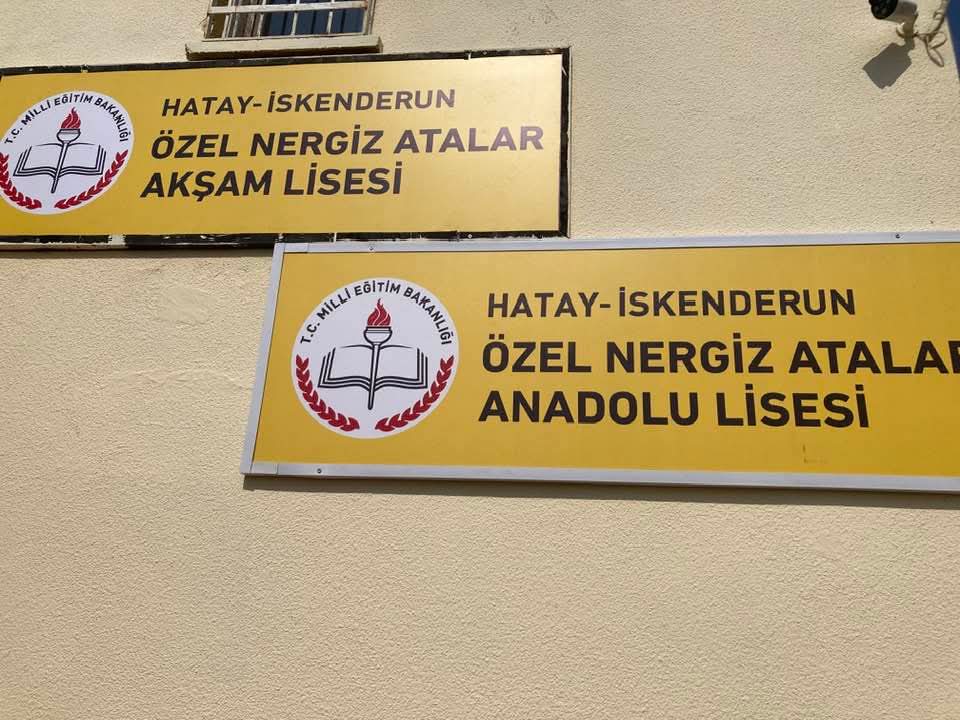 T.C. MİLLİ EĞİTİM BAKANLIĞI
HATAY-İSKENDERUN
ÖZEL NERGİZ ATALAR
AKŞAM LİSESİ
T.C. MİLLİ EĞİTİM BAKANLIĞI
HATAY-İSKENDERUN
ÖZEL NERGİZ ATALAR
ANADOLU LİSESİ